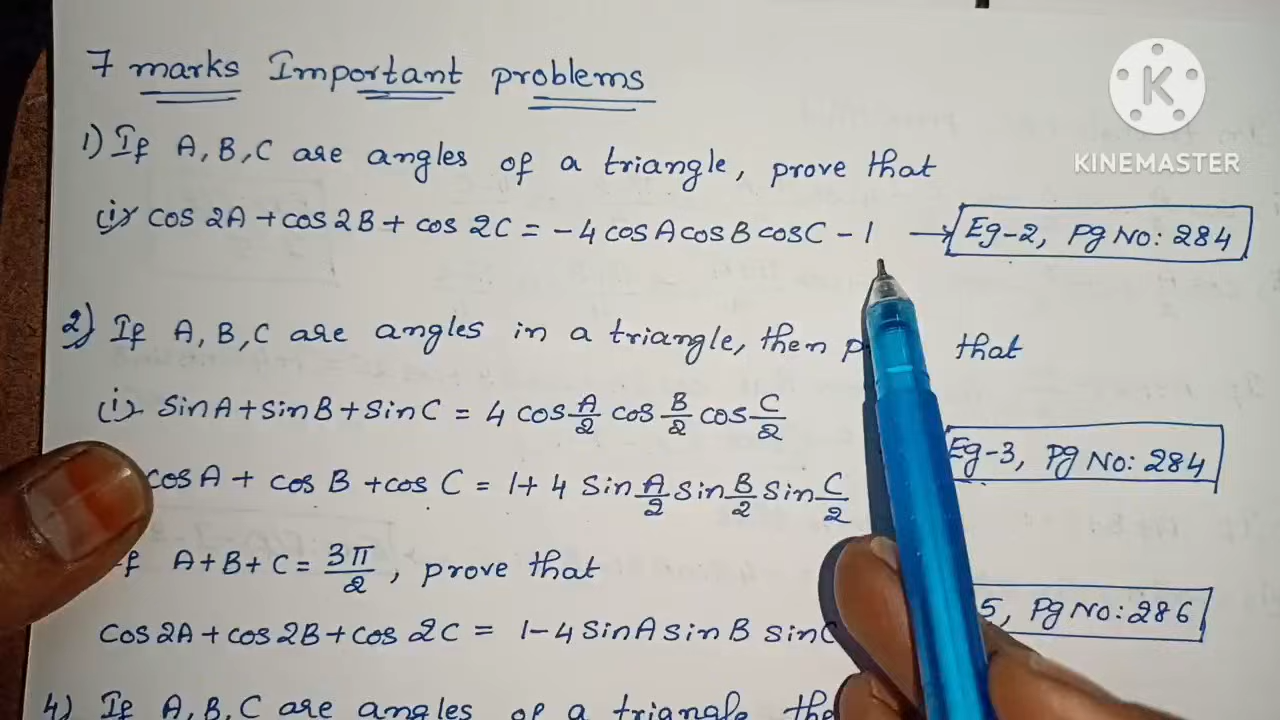 7 marks Important problems
K
KINEMASTER
1) If A, B, C are angles of a triangle, prove that
(i) cos 2A + cos 2B + cos 2C = -4 cos A cos B cos C - 1 → Eg-2, Pg No: 284
2) If A, B, C are angles in a triangle, then that
(i) sin A + sin B + sin C = 4 cos A/2 cos B/2 cos C/2
Eg-3, Pg No: 284
cos A + cos B + cos C = 1 + 4 sin A/2 sin B/2 sin C/2
A + B + C = 3π/2, prove that
5, Pg No: 286
Cos 2A + cos 2B + cos 2C = 1 - 4 sin A sin B sin C
4) If A, B, C are angles of a triangle